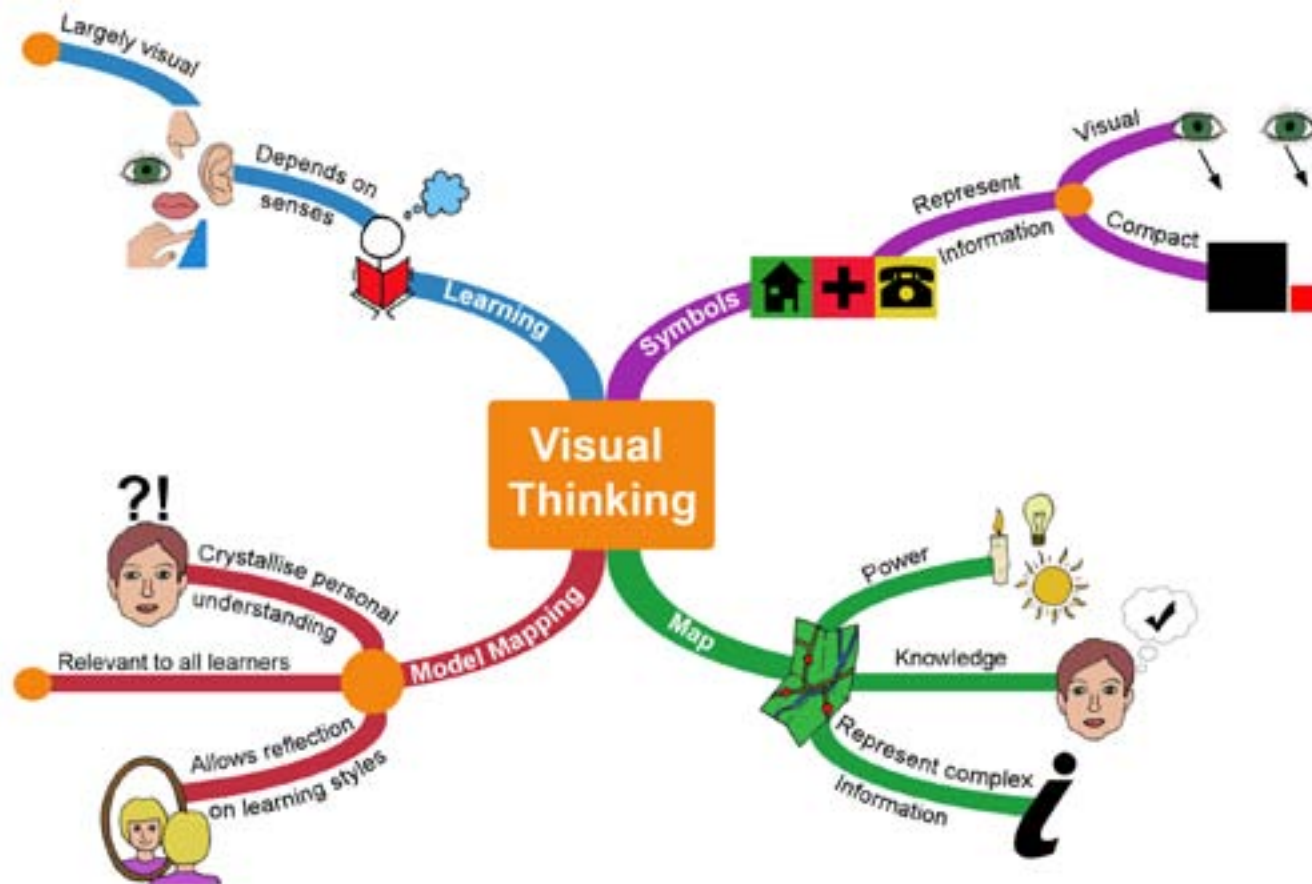 Visual
Thinking
Learning
Depends on
senses
Largely visual
Symbols
Represent
Information
Visual
Compact
Map
Power
Knowledge
Represent complex
Information
i
Model Mapping
Crystallise personal
understanding
?!
Relevant to all learners
Allows reflection
on learning styles